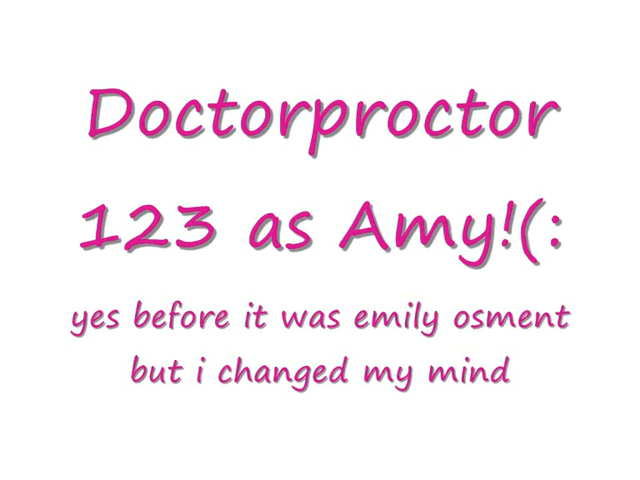 Doctorproctor
123 as Amy!(:
yes before it was emily osment
but i changed my mind